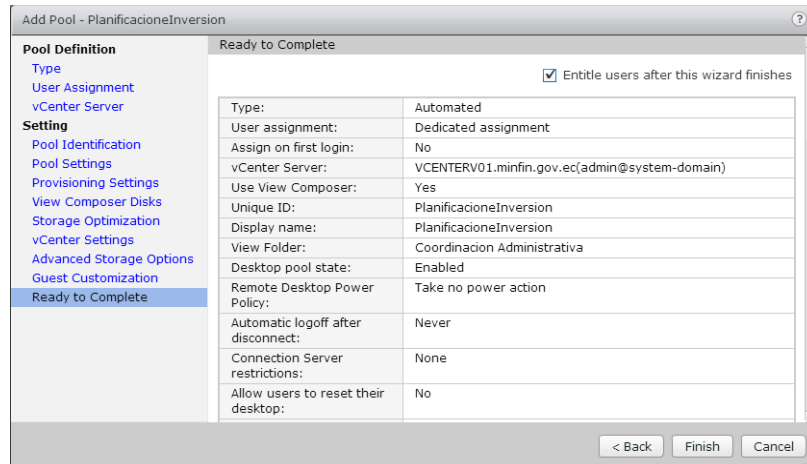 Add Pool - PlanificacioneInversion
?
Pool Definition
Type
User Assignment
vCenter Server
Setting
Pool Identification
Pool Settings
Provisioning Settings
View Composer Disks
Storage Optimization
vCenter Settings
Advanced Storage Options
Guest Customization
Ready to Complete
Ready to Complete
Entitle users after this wizard finishes
Type: Automated
User assignment: Dedicated assignment
Assign on first login: No
vCenter Server: VCENTERV01.minfin.gov.ec(admin@system-domain)
Use View Composer: Yes
Unique ID: PlanificacioneInversion
Display name: PlanificacioneInversion
View Folder: Coordinacion Administrativa
Desktop pool state: Enabled
Remote Desktop Power Take no power action
Policy:
Automatic logoff after Never
disconnect:
Connection Server None
restrictions:
Allow users to reset their No
desktop:
< Back Finish Cancel